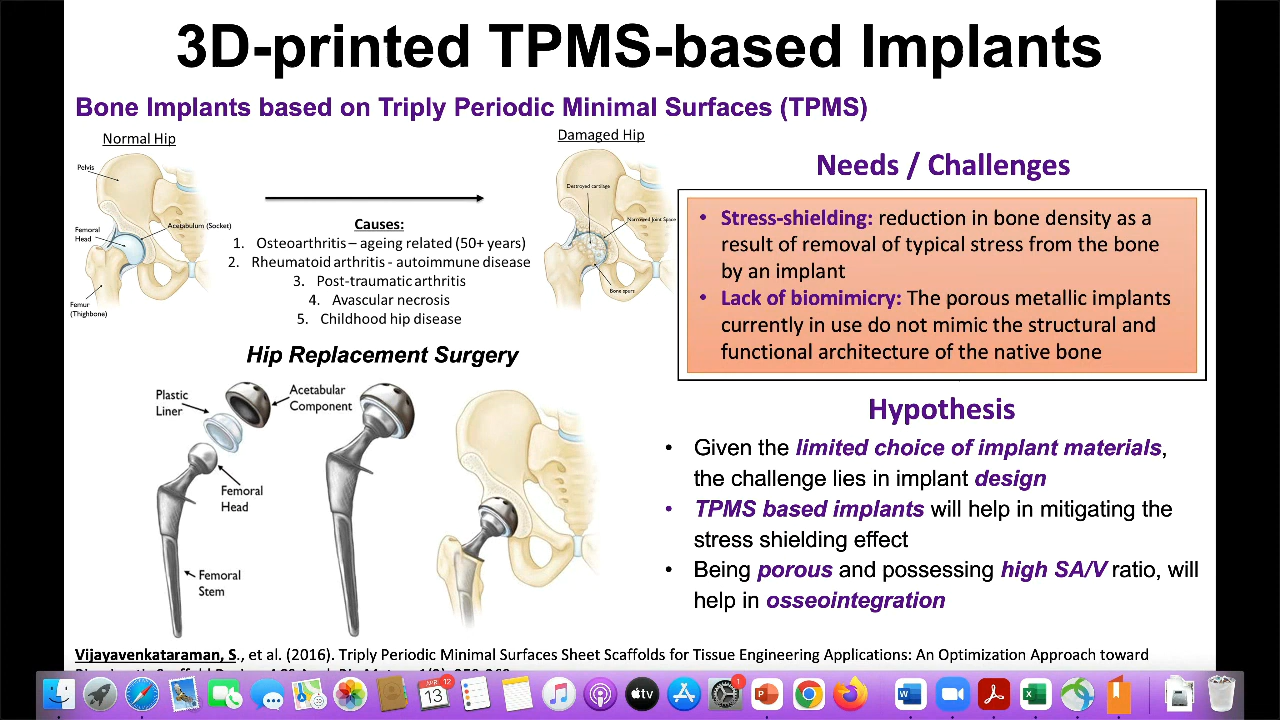 3D-printed TPMS-based Implants
Bone Implants based on Triply Periodic Minimal Surfaces (TPMS)
Normal Hip
Pelvis
Acetabulum (Socket)
Femoral
Head
Femur
(Thighbone)
Causes:
1. Osteoarthritis – ageing related (50+ years)
2. Rheumatoid arthritis - autoimmune disease
3. Post-traumatic arthritis
4. Avascular necrosis
5. Childhood hip disease
Damaged Hip
Destroyed cartilage
Narrowed Joint Space
Bone spurs
Hip Replacement Surgery
Plastic
Liner
Acetabular
Component
Femoral
Head
Femoral
Stem
Needs / Challenges
• Stress-shielding: reduction in bone density as a
result of removal of typical stress from the bone
by an implant
• Lack of biomimicry: The porous metallic implants
currently in use do not mimic the structural and
functional architecture of the native bone
Hypothesis
• Given the limited choice of implant materials,
the challenge lies in implant design
• TPMS based implants will help in mitigating the
stress shielding effect
• Being porous and possessing high SA/V ratio, will
help in osseointegration
Vijayavenkataraman, S., et al. (2016). Triply Periodic Minimal Surfaces Sheet Scaffolds for Tissue Engineering Applications: An Optimization Approach toward
APR
12
13
tv
1
P
W
X